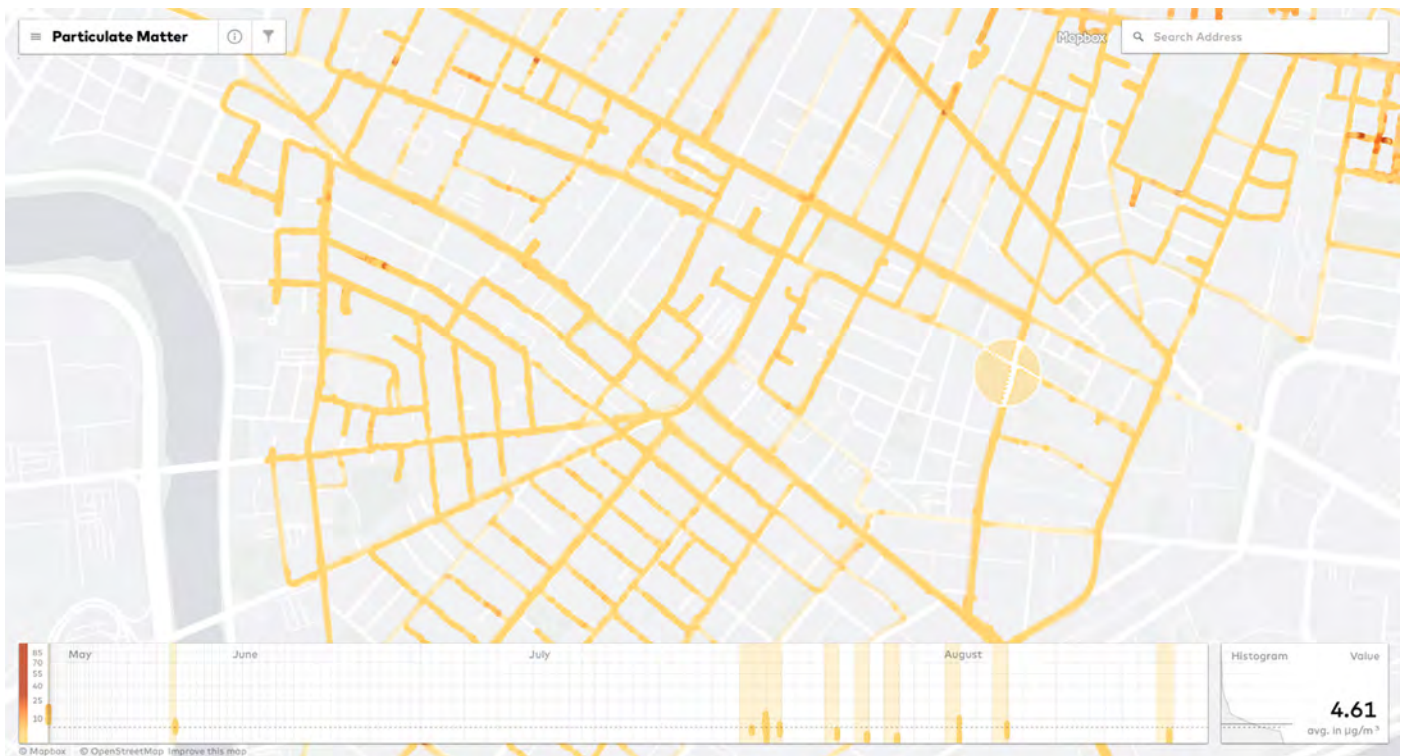 Particulate Matter
Mapbox
Search Address
May
June
July
August
85
70
55
40
25
10
Histogram
Value
4.61
avg. in µg/m³
© Mapbox © OpenStreetMap Improve this map